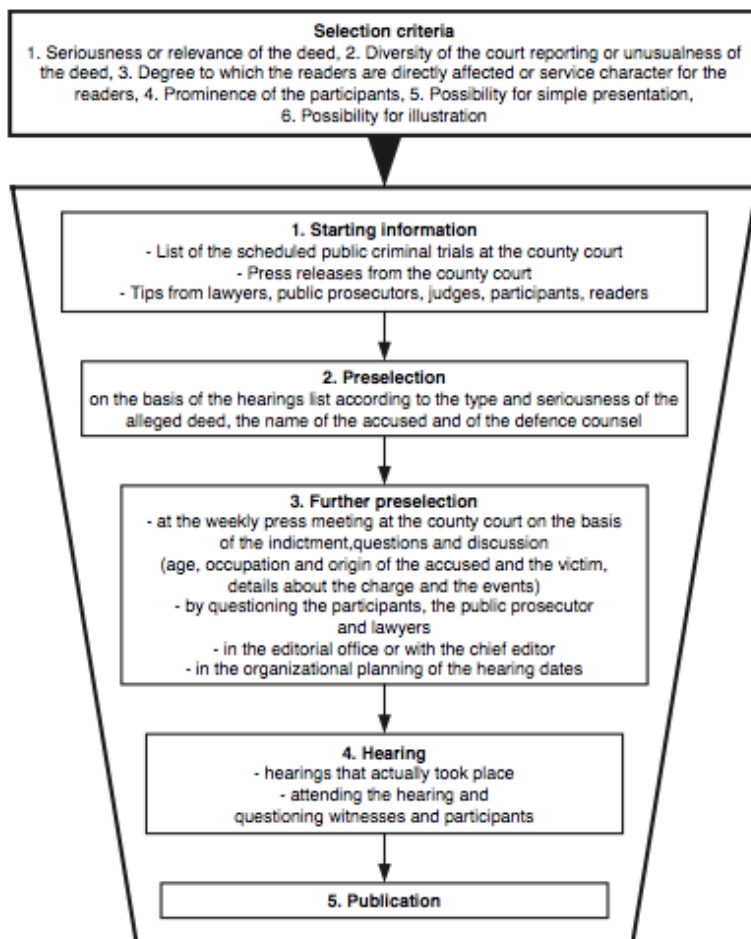 Selection criteria
1. Seriousness or relevance of the deed, 2. Diversity of the court reporting or unusualness of
the deed, 3. Degree to which the readers are directly affected or service character for the
readers, 4. Prominence of the participants, 5. Possibility for simple presentation,
6. Possibility for illustration
1. Starting information
- List of the scheduled public criminal trials at the county court
- Press releases from the county court
- Tips from lawyers, public prosecutors, judges, participants, readers
2. Preselection
on the basis of the hearings list according to the type and seriousness of the
alleged deed, the name of the accused and of the defence counsel
3. Further preselection
- at the weekly press meeting at the county court on the basis
of the indictment,questions and discussion
(age, occupation and origin of the accused and the victim,
details about the charge and the events)
- by questioning the participants, the public prosecutor
and lawyers
- in the editorial office or with the chief editor
- in the organizational planning of the hearing dates
4. Hearing
- hearings that actually took place
- attending the hearing and
questioning witnesses and participants
5. Publication